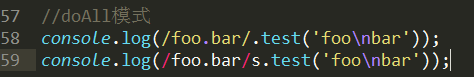 57 //doAll模式
58 console.log(/foo.bar/.test('foo\nbar'));
59 console.log(/foo.bar/s.test('foo\nbar'));